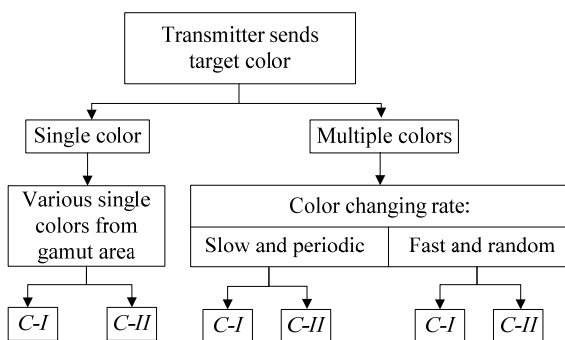 Transmitter sends
target color
Single color
Multiple colors
Various single
colors from
gamut area
Color changing rate:
Slow and periodic
Fast and random
C-I
C-II
C-I
C-II
C-I
C-II